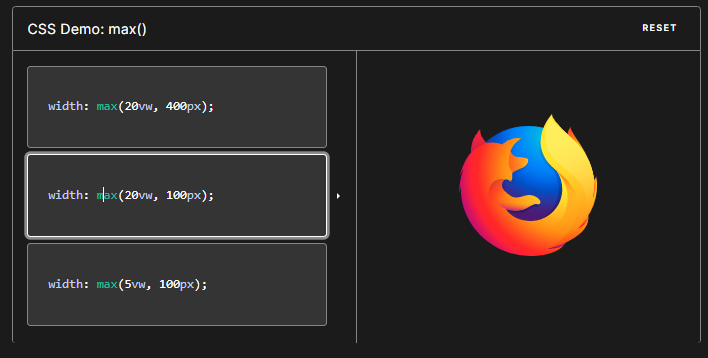 CSS Demo: max()
RESET
width: max(20vw, 400px);
width: max(20vw, 100px);
width: max(5vw, 100px);